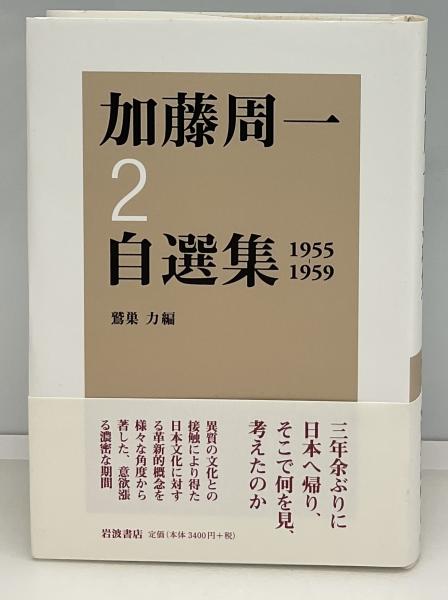 加藤周一
2
自選集
1955
-
1959
鷲巣 力編
三年余ぶりに
日本へ帰り、
そこで何を見、
考えたのか
異質の文化との
接触により得た
日本文化に対す
る革新的概念を
様々な角度から
著した、意欲漲
る濃密な期間
岩波書店 定価(本体3400円+税)